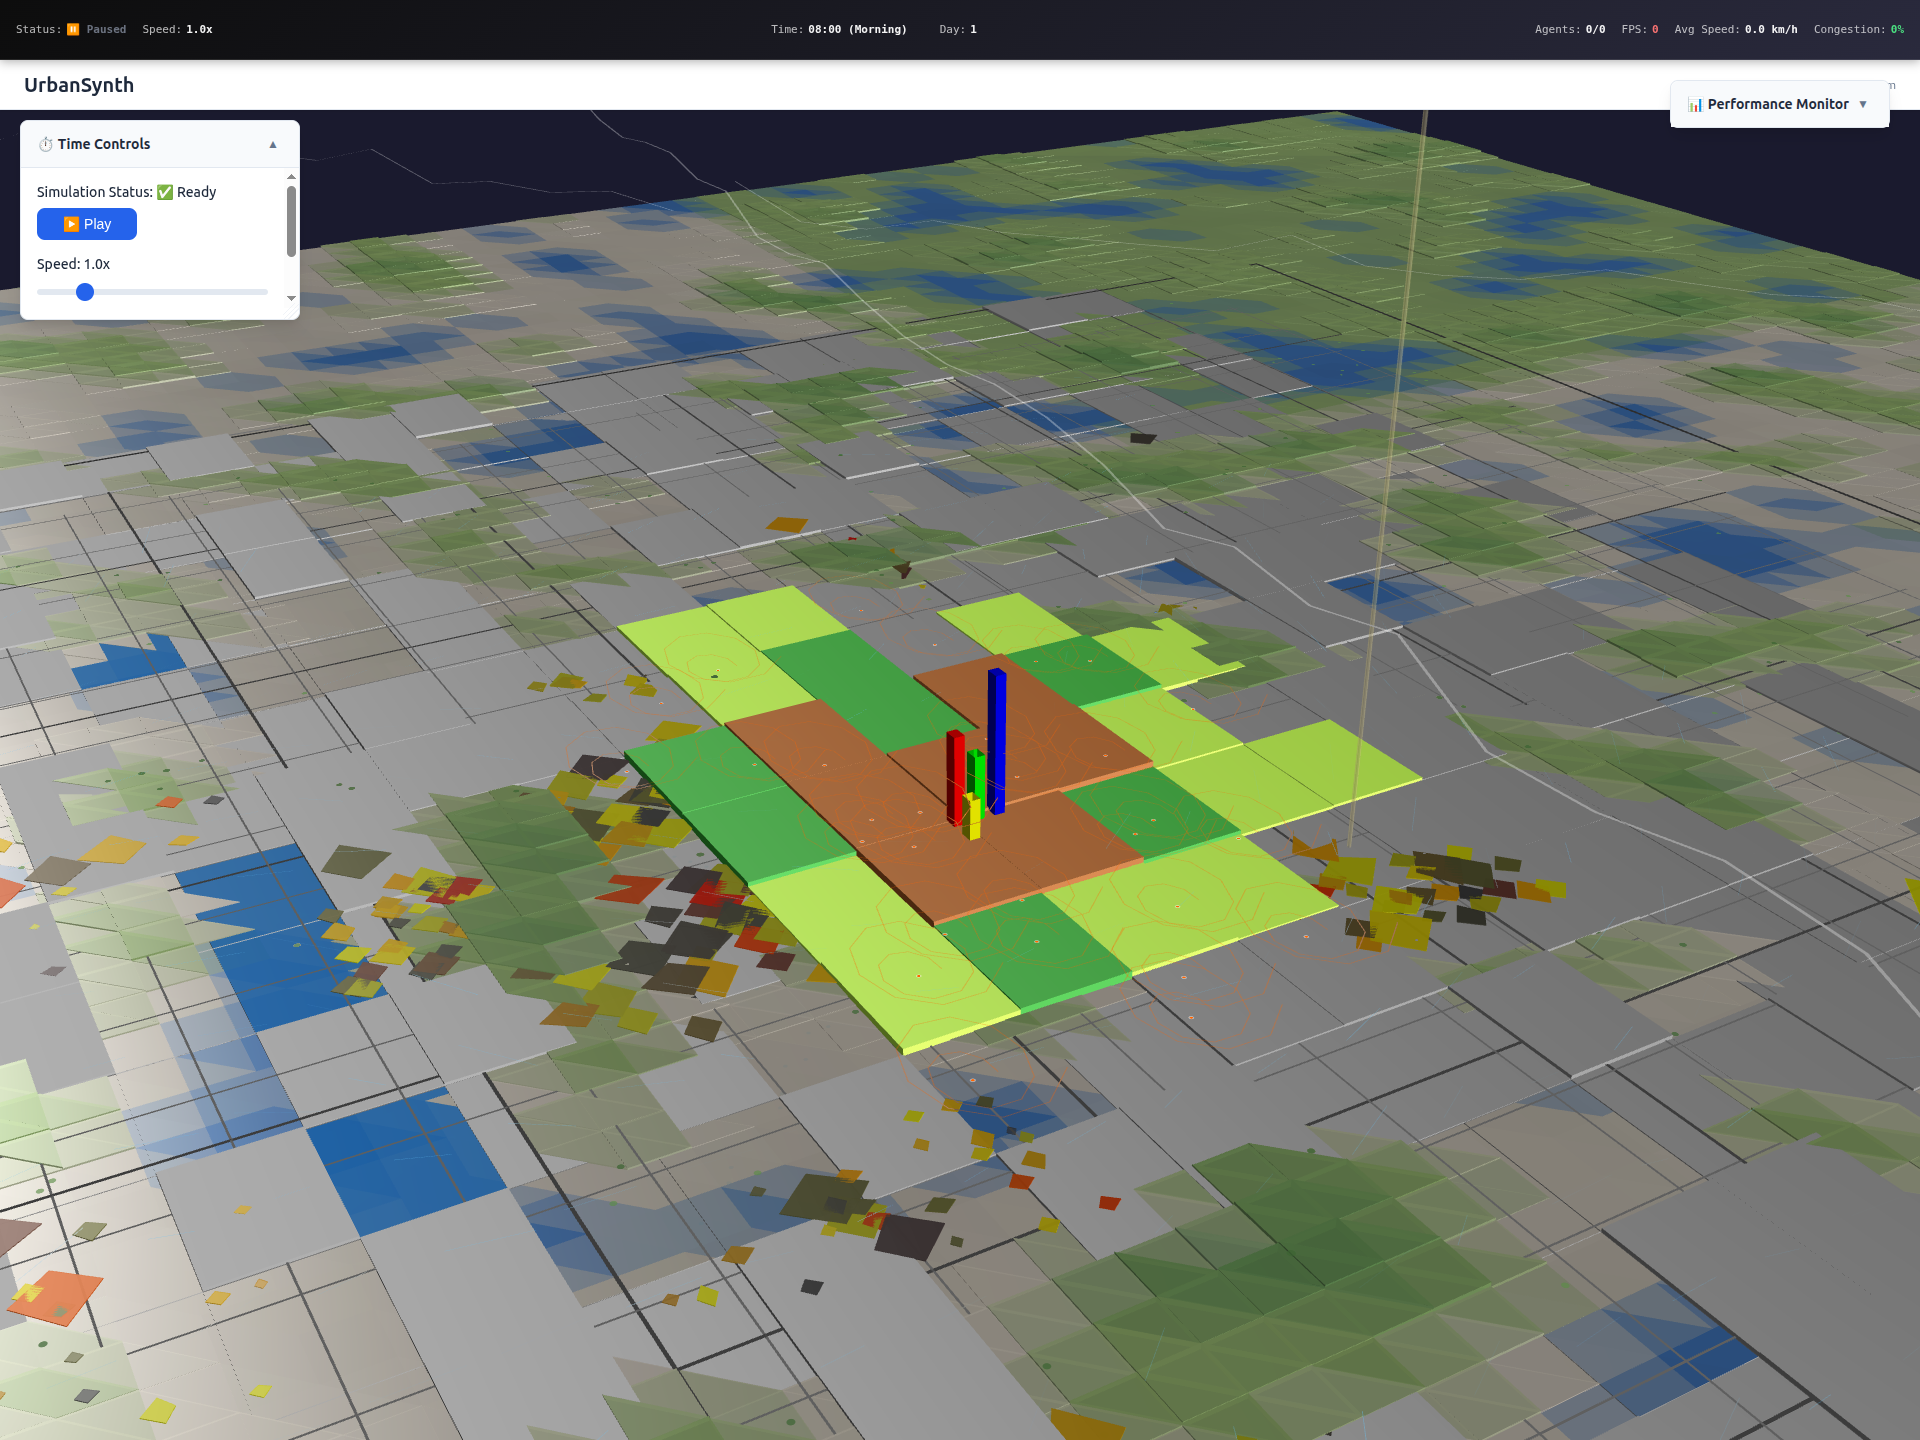 Status: ⏸️ Paused Speed: 1.0x Time: 08:00 (Morning) Day: 1 Agents: 0/0 FPS: 0 Avg Speed: 0.0 km/h Congestion: 0%
UrbanSynth
📊 Performance Monitor ▼
⏱️ Time Controls ▲
Simulation Status: ✅ Ready
▶️ Play
Speed: 1.0x